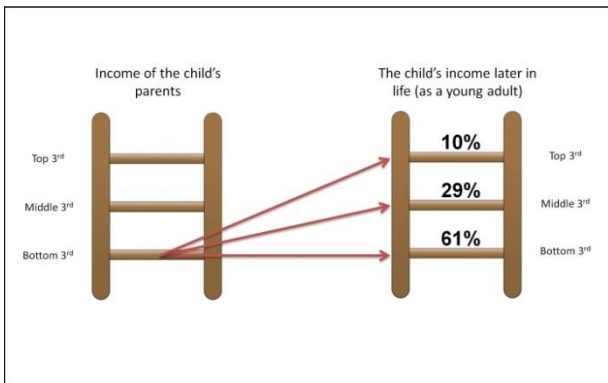 Income of the child's
parents
The child's income later in
life (as a young adult)
Top 3rd
Middle 3rd
Bottom 3rd
10%
29%
61%
Top 3rd
Middle 3rd
Bottom 3rd